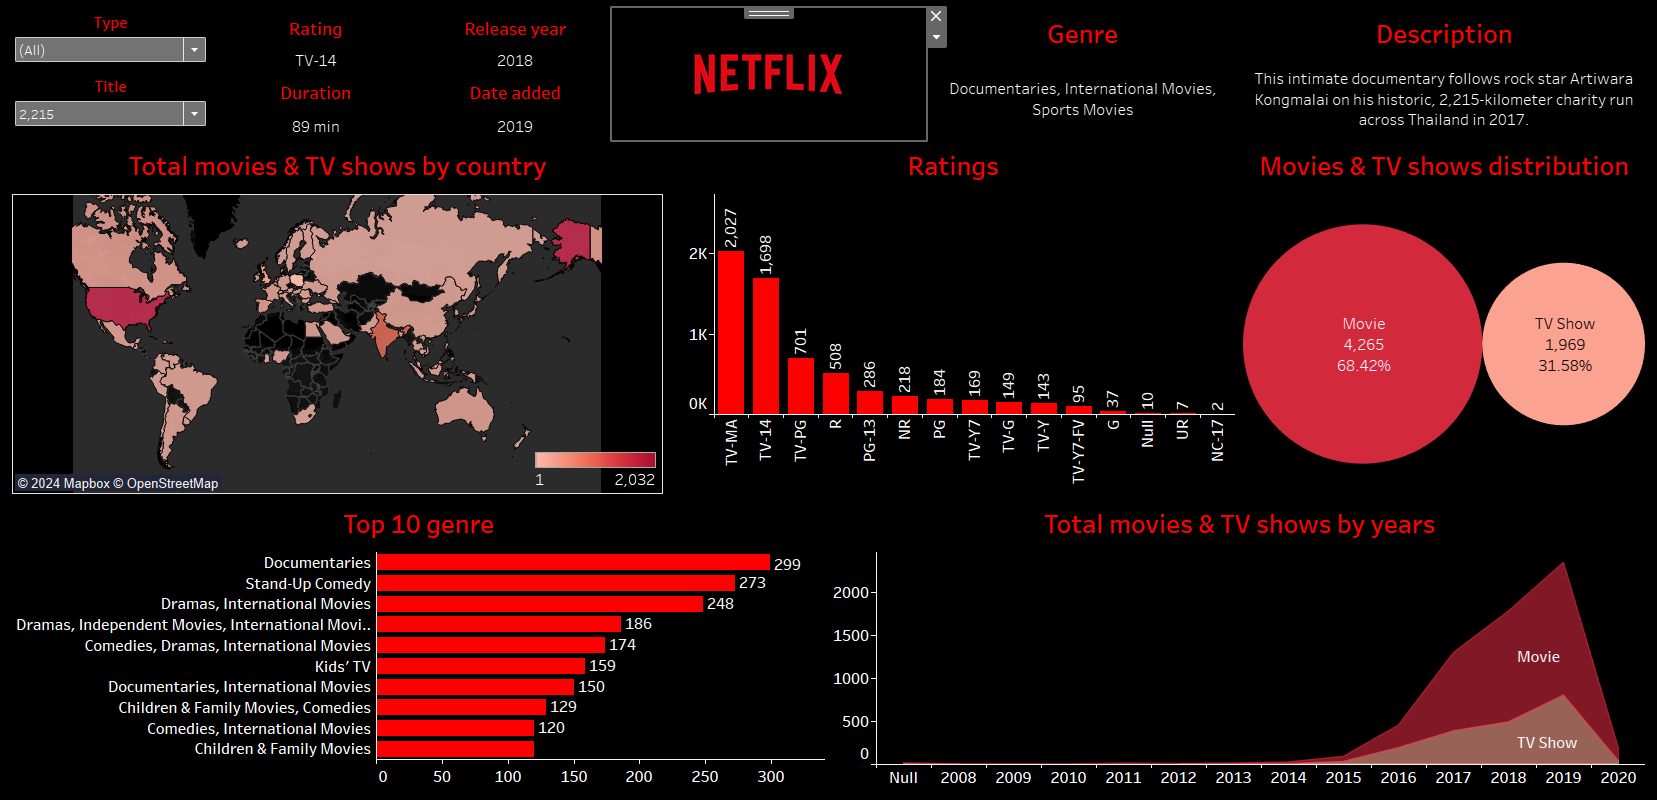 Type
(All)
Title
2,215
Rating
TV-14
Duration
89 min
Release year
2018
Date added
2019
NETFLIX
Genre
Documentaries, International Movies,
Sports Movies
Description
This intimate documentary follows rock star Artiwara
Kongmalai on his historic, 2,215-kilometer charity run
across Thailand in 2017.
Total movies & TV shows by country
© 2024 Mapbox © OpenStreetMap
1
2,032
Ratings
2K
1K
0K
2,027
1,698
701
508
286
218
184
169
149
143
95
37
10
7
2
TV-MA
TV-14
TV-PG
R
PG-13
NR
PG
TV-Y7
TV-G
TV-Y
TV-Y7-FV
G
Null
UR
NC-17
Movies & TV shows distribution
Movie
4,265
68.42%
TV Show
1,969
31.58%
Top 10 genre
Documentaries 299
Stand-Up Comedy 273
Dramas, International Movies 248
Dramas, Independent Movies, International Movi.. 186
Comedies, Dramas, International Movies 174
Kids' TV 159
Documentaries, International Movies 150
Children & Family Movies, Comedies 129
Comedies, International Movies 120
Children & Family Movies
0 50 100 150 200 250 300
Total movies & TV shows by years
2000
1500
1000
500
0
Movie
TV Show
Null 2008 2009 2010 2011 2012 2013 2014 2015 2016 2017 2018 2019 2020